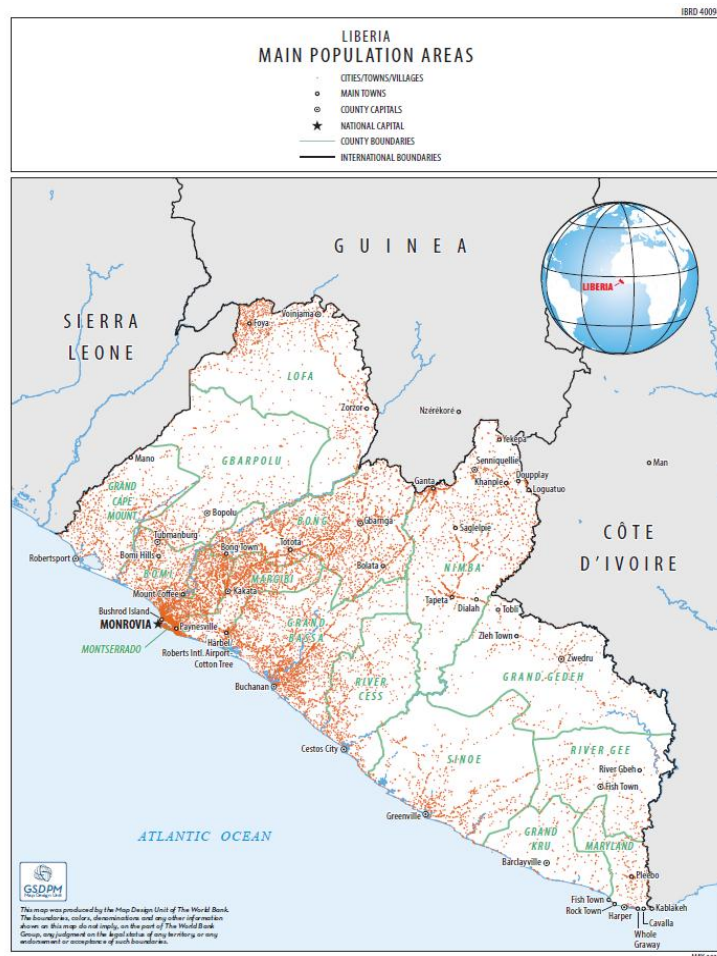 IBRD 4009
LIBERIA
MAIN POPULATION AREAS
CITIES/TOWNS/VILLAGES
MAIN TOWNS
COUNTY CAPITALS
NATIONAL CAPITAL
COUNTY BOUNDARIES
INTERNATIONAL BOUNDARIES
GUINEA
LIBERIA
SIERRA
LEONE
Voinjama
Foya
LOFA
Zorzor
Nzérékoré
Yekepa
Man
Mano
GBARPOLU
Senniquellie
Ganta
Khanple
Doupplay
Loguatuo
GRAND
CAPE
MOUNT
Bopolu
BONG
Gbarnga
Saglelpie
CÔTE
D'IVOIRE
Tubmanburg
Robertsport
Bomi Hills
Bong Town
Totota
Bolata
NIMBA
BOMI
MARGIBI
Mount Coffee
Kakata
Tapeta
Dialah
Tobli
Bushrod Island
MONROVIA
Paynesville
GRAND
BASSA
Zleh Town
MONTSERRADO
Harbel
Roberts Intl. Airport
Cotton Tree
Zwedru
Buchanan
RIVER
CESS
GRAND GEDEH
Cestos City
SINOE
RIVER GEE
River Gbeh
Fish Town
Greenville
GRAND
KRU
MARYLAND
ATLANTIC OCEAN
Barclayville
Pleebo
Fish Town
Rock Town
Harper
Kablakeh
Cavalla
Whole
Graway
GSDPM
Map Design Unit
This map was produced by the Map Design Unit of The World Bank.
The boundaries, colors, denominations and any other information
shown on this map do not imply, on the part of The World Bank
Group, any judgment on the legal status of any territory, or any
endorsement or acceptance of such boundaries.